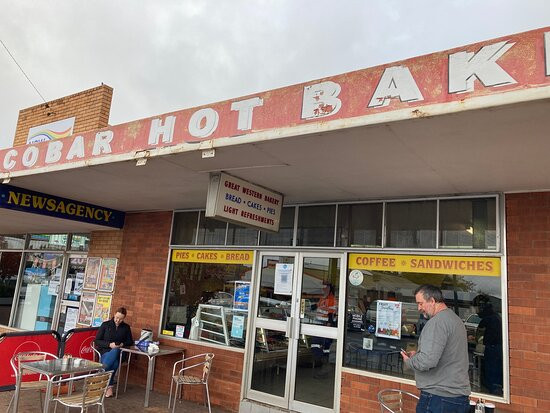 COBAR HOT BAK
NEWSAGENCY
GREAT WESTERN BAKERY
BREAD • CAKES • PIES
LIGHT REFRESHMENTS
PIES ★ CAKES ★ BREAD
COFFEE ★ SANDWICHES